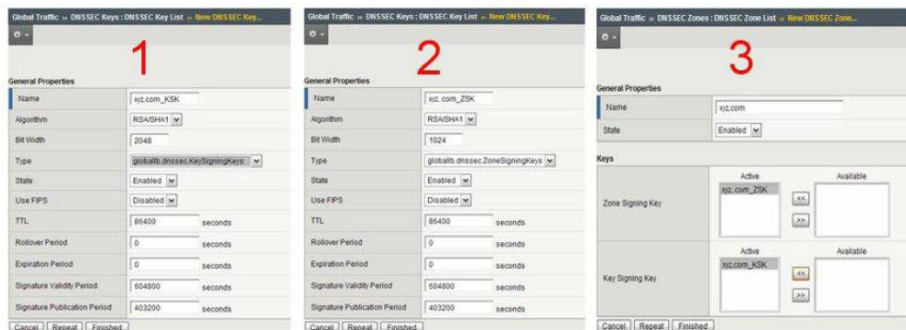 Global Traffic » DNSSEC Keys : DNSSEC Key List » New DNSSEC Key...
1
General Properties
Name xyz.com_KSK
Algorithm RSA/SHA1
Bit Width 2048
Type globallb.dnssec.KeySigningKeys
State Enabled
Use FIPS Disabled
TTL 86400 seconds
Rollover Period 0 seconds
Expiration Period 0 seconds
Signature Validity Period 604800 seconds
Signature Publication Period 403200 seconds
Cancel Repeat Finished
Global Traffic » DNSSEC Keys : DNSSEC Key List » New DNSSEC Key...
2
General Properties
Name xyz.com_ZSK
Algorithm RSA/SHA1
Bit Width 1024
Type globallb.dnssec.ZoneSigningKeys
State Enabled
Use FIPS Disabled
TTL 86400 seconds
Rollover Period 0 seconds
Expiration Period 0 seconds
Signature Validity Period 604800 seconds
Signature Publication Period 403200 seconds
Cancel Repeat Finished
Global Traffic » DNSSEC Zones : DNSSEC Zone List » New DNSSEC Zone...
3
General Properties
Name xyz.com
State Enabled
Keys
Active Available
xyz.com_ZSK
Zone Signing Key
<<
>>
Active Available
xyz.com_KSK
Key Signing Key
<<
>>
Cancel Repeat Finished